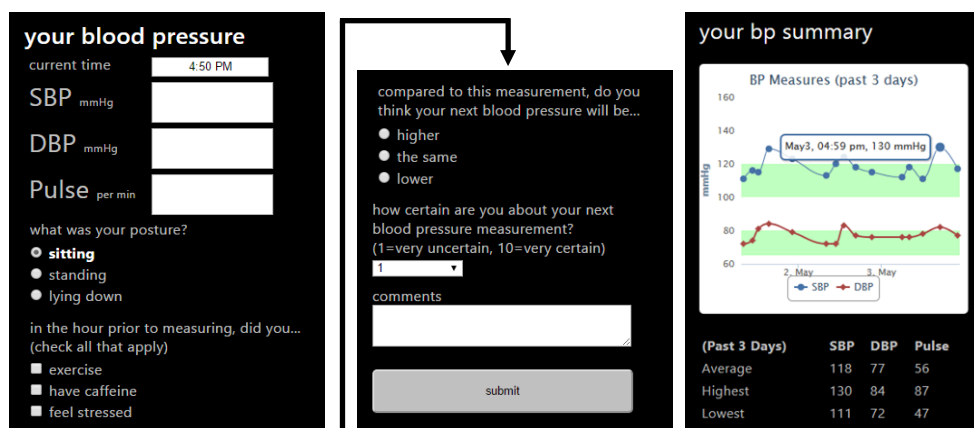 your blood pressure
current time 4:50 PM
SBP mmHg
DBP mmHg
Pulse per min
what was your posture?
sitting
standing
lying down
in the hour prior to measuring, did you...
(check all that apply)
exercise
have caffeine
feel stressed
compared to this measurement, do you
think your next blood pressure will be...
higher
the same
lower
how certain are you about your next
blood pressure measurement?
(1=very uncertain, 10=very certain)
1
comments
submit
your bp summary
BP Measures (past 3 days)
160
140
120
100
80
60
mmHg
May3, 04:59 pm, 130 mmHg
2. May 3. May
SBP DBP
(Past 3 Days) SBP DBP Pulse
Average 118 77 56
Highest 130 84 87
Lowest 111 72 47